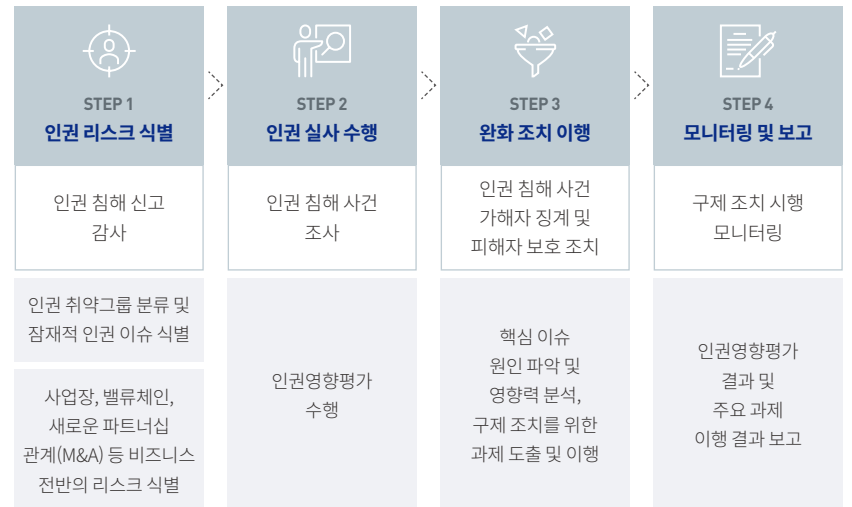 STEP 1
인권 리스크 식별
인권 침해 신고
감사
인권 취약그룹 분류 및
잠재적 인권 이슈 식별
사업장, 밸류체인,
새로운 파트너십
관계(M&A) 등 비즈니스
전반의 리스크 식별
STEP 2
인권 실사 수행
인권 침해 사건
조사
인권영향평가
수행
STEP 3
완화 조치 이행
인권 침해 사건
가해자 징계 및
피해자 보호 조치
핵심 이슈
원인 파악 및
영향력 분석,
구제 조치를 위한
과제 도출 및 이행
STEP 4
모니터링 및 보고
구제 조치 시행
모니터링
인권영향평가
결과 및
주요 과제
이행 결과 보고